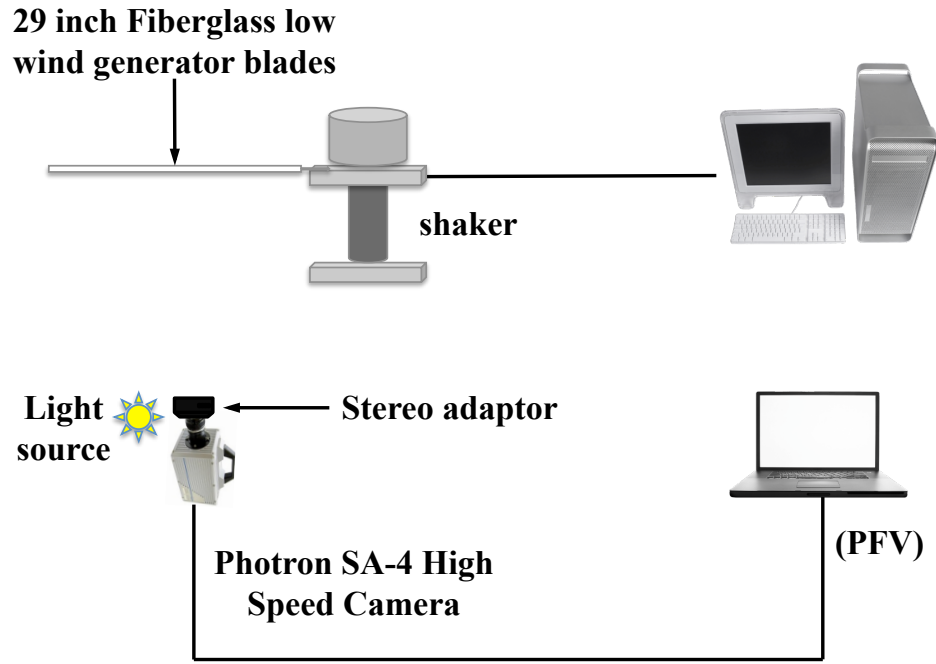 29 inch Fiberglass low
wind generator blades
shaker
Light
source
Stereo adaptor
(PFV)
Photron SA-4 High
Speed Camera